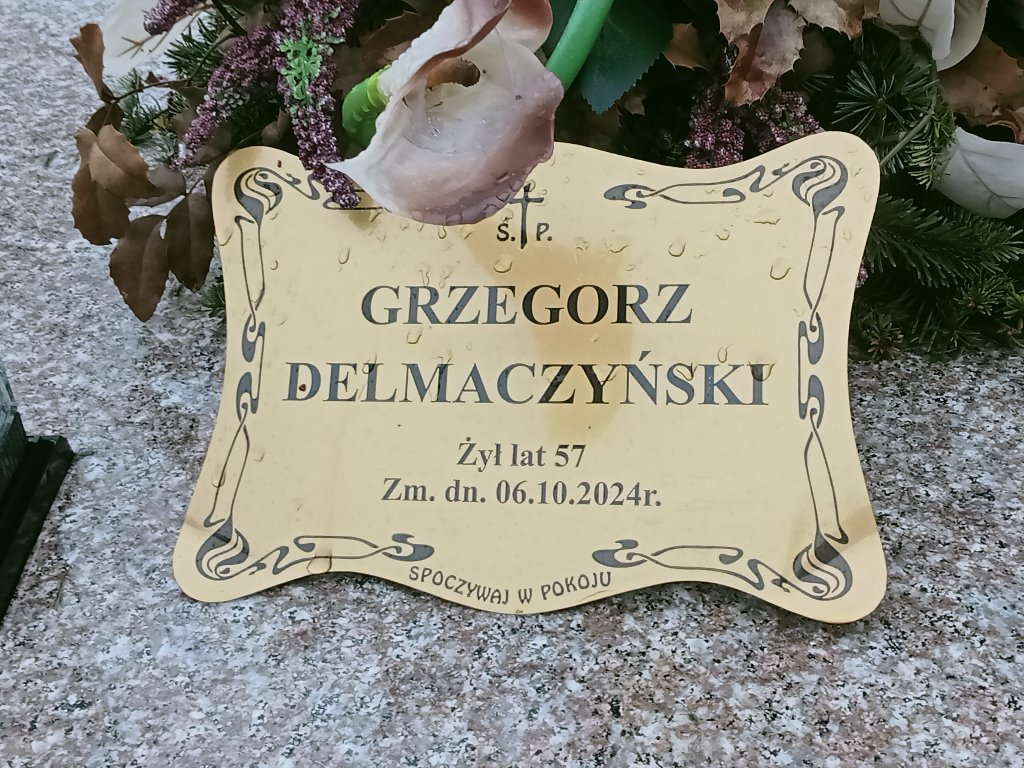 Ś. P.
GRZEGORZ
DELMACZYŃSKI
Żył lat 57
Zm. dn. 06.10.2024r.
SPOCZYWAJ W POKOJU